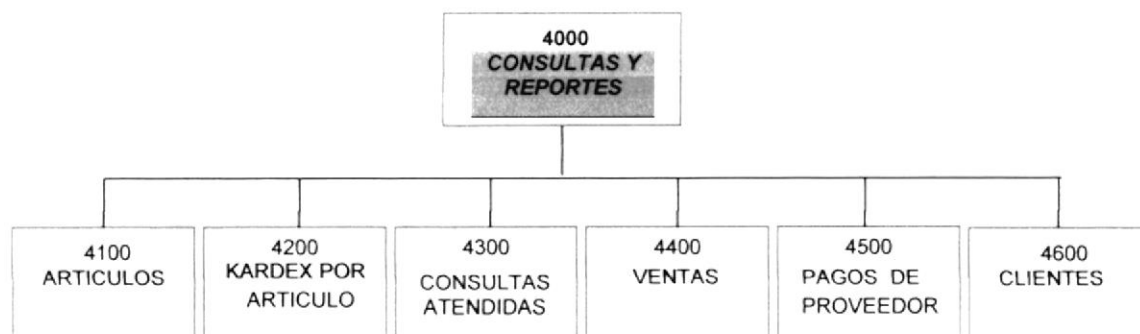 4000
CONSULTAS Y
REPORTES
4100
ARTICULOS
4200
KARDEX POR
ARTICULO
4300
CONSULTAS
ATENDIDAS
4400
VENTAS
4500
PAGOS DE
PROVEEDOR
4600
CLIENTES